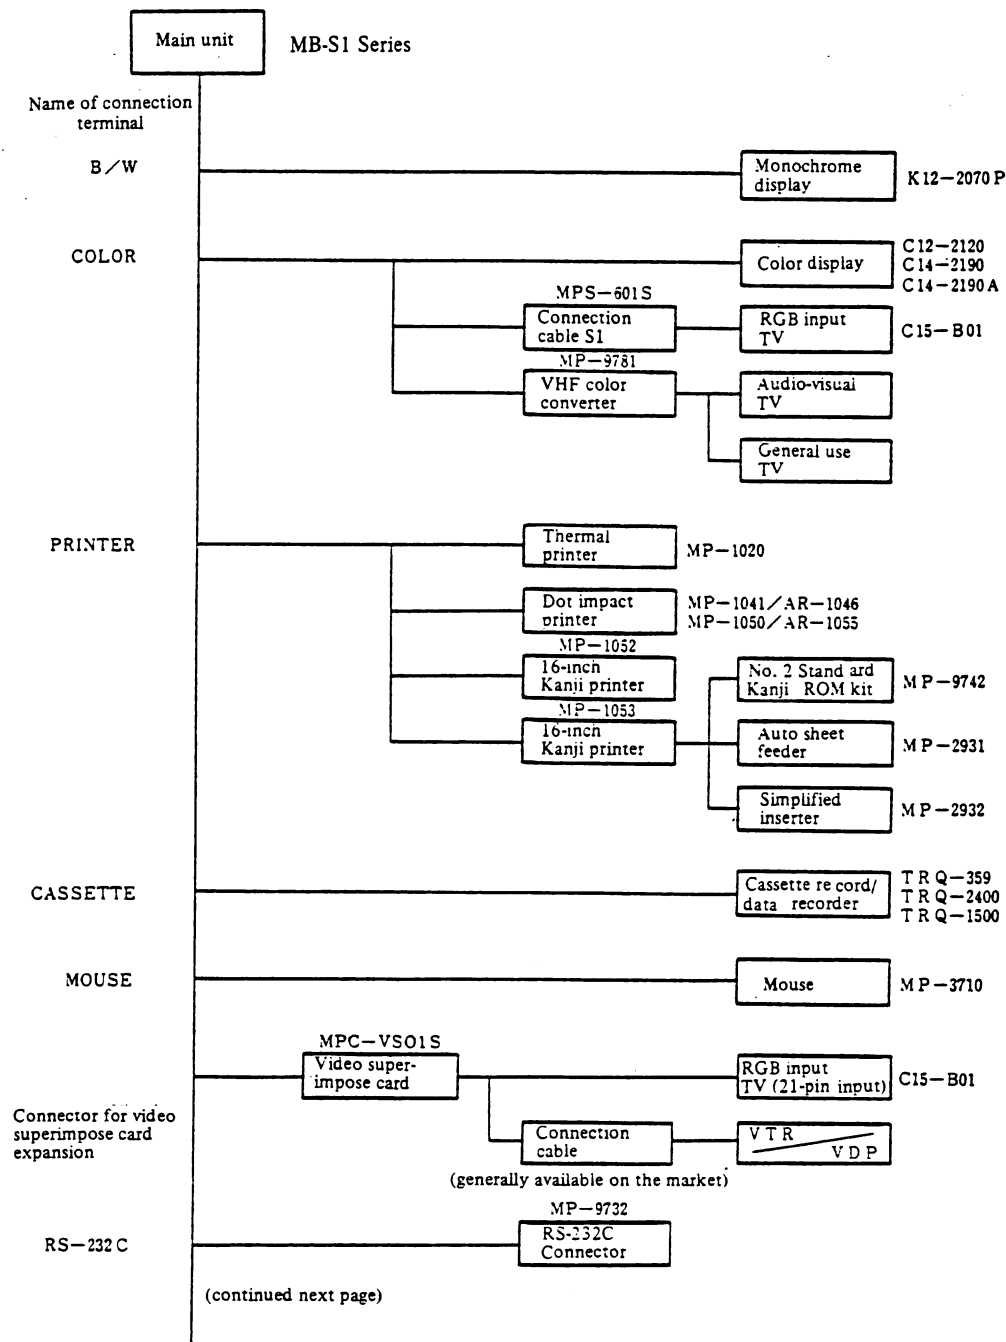 Main unit
MB-S1 Series
Name of connection
terminal
B/W
Monochrome
display
K12-2070P
COLOR
Color display
C12-2120
C14-2190
C14-2190A
MPS-601S
Connection
cable S1
RGB input
TV
C15-B01
MP-9781
VHF color
converter
Audio-visual
TV
General use
TV
PRINTER
Thermal
printer
MP-1020
Dot impact
printer
MP-1041/AR-1046
MP-1050/AR-1055
MP-1052
16-inch
Kanji printer
No. 2 Standard
Kanji ROM kit
MP-9742
MP-1053
16-inch
Kanji printer
Auto sheet
feeder
MP-2931
Simplified
inserter
MP-2932
CASSETTE
Cassette record/
data recorder
TRQ-359
TRQ-2400
TRQ-1500
MOUSE
Mouse
MP-3710
MPC-VSO1S
Video super-
impose card
RGB input
TV (21-pin input)
C15-B01
Connector for video
superimpose card
expansion
Connection
cable
VTR
VDP
(generally available on the market)
MP-9732
RS-232C
RS-232C
Connector
(continued next page)